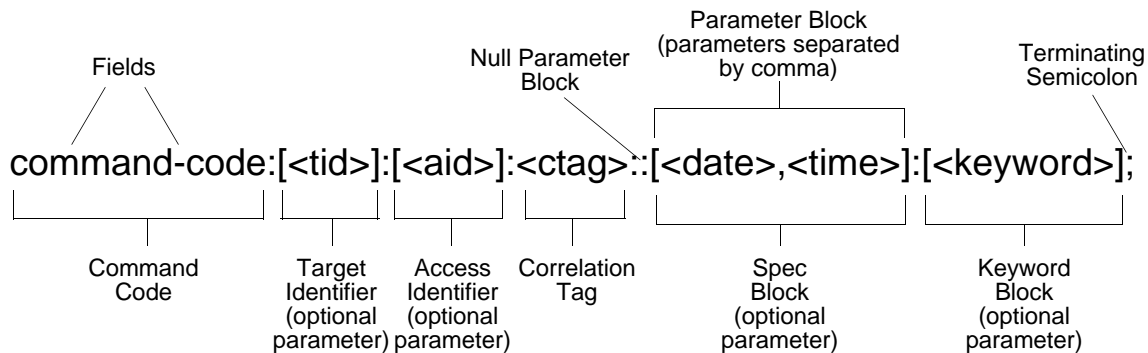 Parameter Block
(parameters separated
by comma)
Fields
Null Parameter
Block
Terminating
Semicolon
command-code:[<tid>]:[<aid>]:<ctag>::[<date>,<time>]:[<keyword>];
Command
Code
Target
Identifier
(optional
parameter)
Access
Identifier
(optional
parameter)
Correlation
Tag
Spec
Block
(optional
parameter)
Keyword
Block
(optional
parameter)